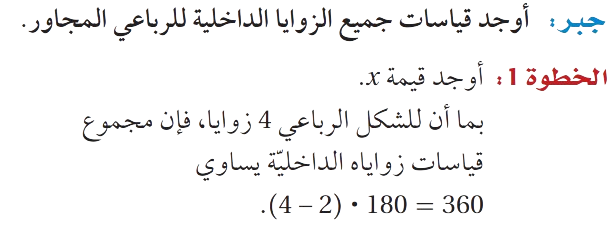 جبر: أوجد قياسات جميع الزوايا الداخلية للرباعي المجاور.
الخطوة 1: أوجد قيمة x.
بما أن للشكل الرباعي 4 زوايا، فإن مجموع
قياسات زواياه الداخليّة يساوي
(4 – 2) • 180 = 360.